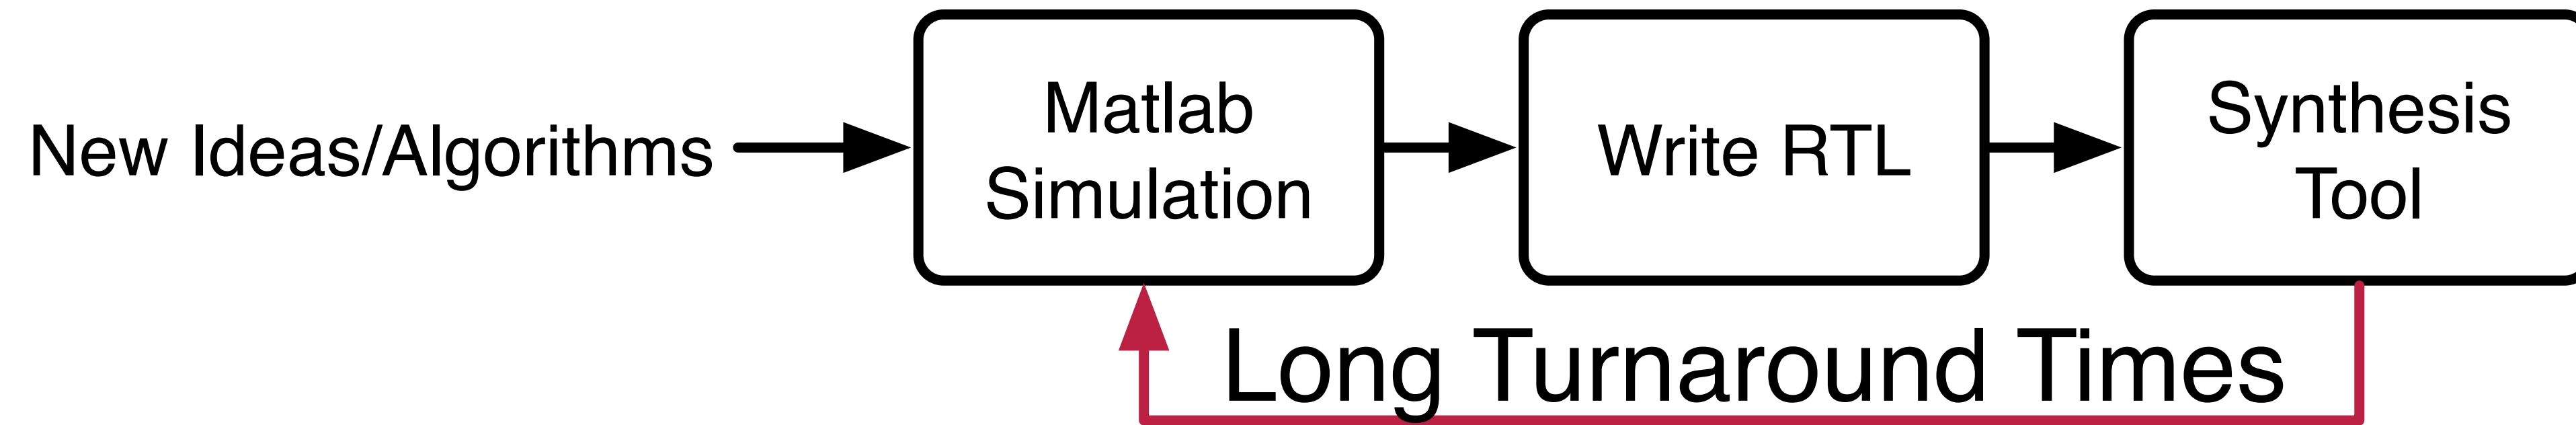 New Ideas/Algorithms
Matlab
Simulation
Write RTL
Synthesis
Tool
Long Turnaround Times